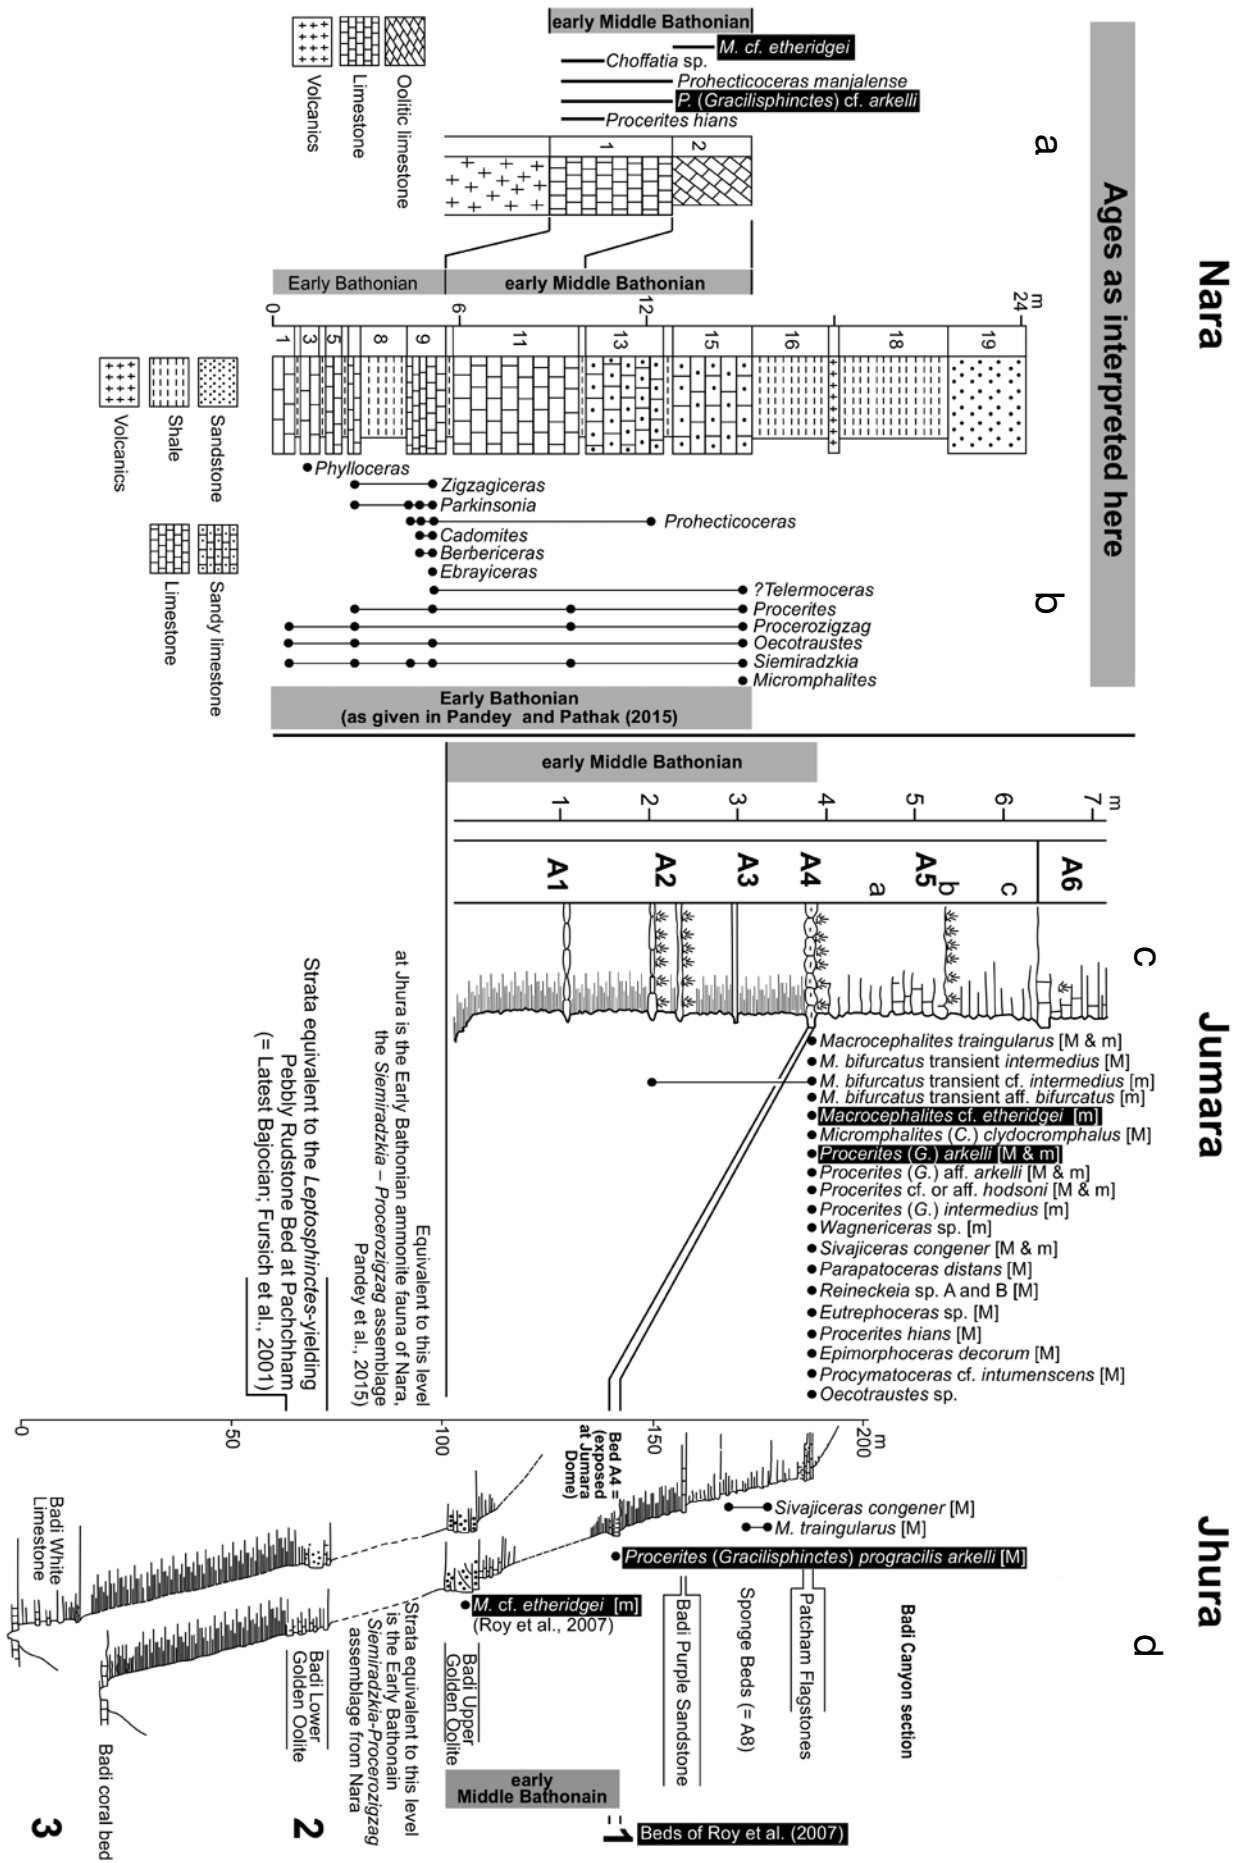 Nara
Ages as interpreted here
a
early Middle Bathonian
M. cf. etheridgei
Choffatia sp.
Prohecticoceras manjalense
P. (Gracilisphinctes) cf. arkelli
Procerites hians
Oolitic limestone
Limestone
Volcanics
1
2
Early Bathonian
early Middle Bathonian
0
6
12
24
m
1
3
5
8
9
11
13
15
16
18
19
Sandstone
Shale
Volcanics
Sandy limestone
Limestone
b
Phylloceras
Zigzagiceras
Parkinsonia
Prohecticoceras
Cadomites
Berbericeras
Ebrayiceras
?Telermoceras
Procerites
Procerozigzag
Oecotraustes
Siemiradzkia
Micromphalites
Early Bathonian
(as given in Pandey and Pathak (2015)
Jumara
c
early Middle Bathonian
1
2
3
4
5
6
7
m
A1
A2
A3
A4
A5
a
b
c
A6
Macrocephalites traingularus [M & m]
M. bifurcatus transient intermedius [M]
M. bifurcatus transient cf. intermedius [m]
M. bifurcatus transient aff. bifurcatus [m]
Macrocephalites cf. etheridgei [m]
Micromphalites (C.) clydocromphalus [M]
Procerites (G.) arkelli [M & m]
Procerites (G.) aff. arkelli [M & m]
Procerites cf. or aff. hodsoni [M & m]
Procerites (G.) intermedius [m]
Wagnericeras sp. [m]
Sivajiceras congener [M & m]
Parapatoceras distans [M]
Reineckeia sp. A and B [M]
Eutrephoceras sp. [M]
Procerites hians [M]
Epimorphoceras decorum [M]
Procymatoceras cf. intumenscens [M]
Oecotraustes sp.
Equivalent to this level
at Jhura is the Early Bathonian ammonite fauna of Nara,
the Siemiradzkia – Procerozigzag assemblage
Pandey et al., 2015)
Strata equivalent to the Leptosphinctes-yielding
Pebbly Rudstone Bed at Pachchham
(= Latest Bajocian; Fursich et al., 2001)
Jhura
d
0
50
100
150
200
m
Bed A4 =
(exposed
at Jumara
Dome)
Sivajiceras congener [M]
M. traingularus [M]
Procerites (Gracilisphinctes) progracilis arkelli [M]
M. cf. etheridgei [m]
(Roy et al., 2007)
Badi Canyon section
Patcham Flagstones
Sponge Beds (= A8)
Badi Purple Sandstone
Badi Upper
Golden Oolite
Strata equivalent to this level
is the Early Bathonain
Siemiradzkia-Procerozigzag
assemblage from Nara
Badi Lower
Golden Oolite
Badi White
Limestone
Badi coral bed
early
Middle Bathonain
1
Beds of Roy et al. (2007)
2
3